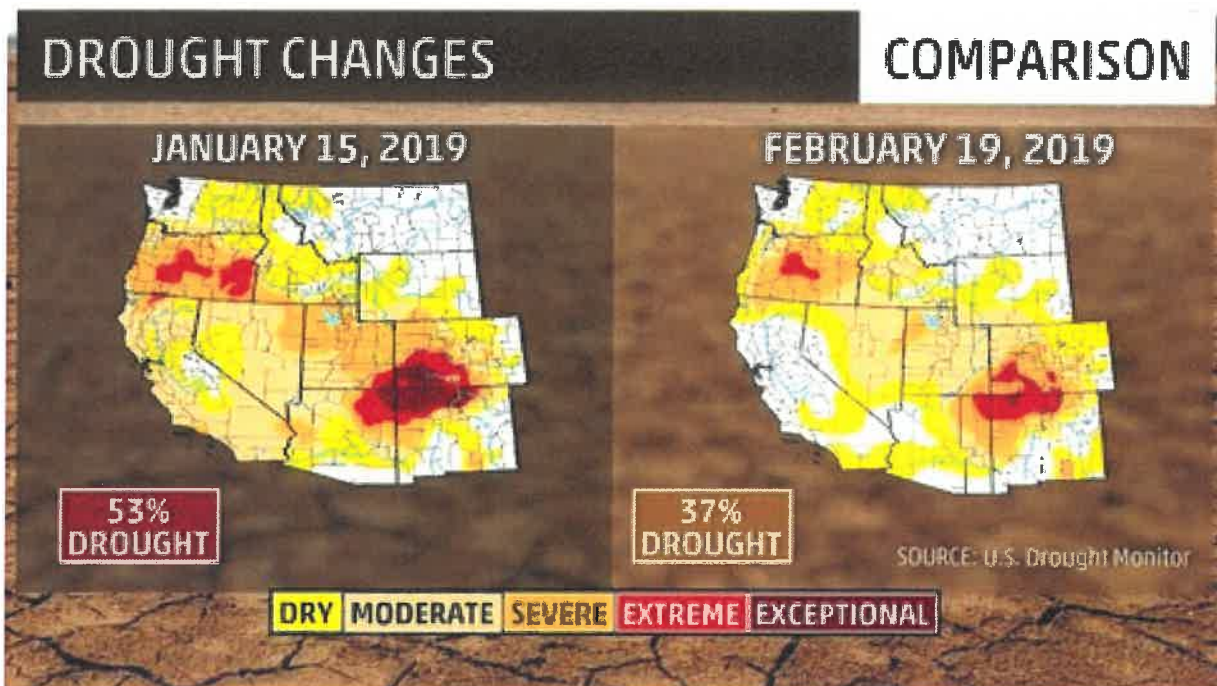 DROUGHT CHANGES
COMPARISON
JANUARY 15, 2019
FEBRUARY 19, 2019
53%
DROUGHT
37%
DROUGHT
SOURCE: U.S. Drought Monitor
DRY MODERATE SEVERE EXTREME EXCEPTIONAL